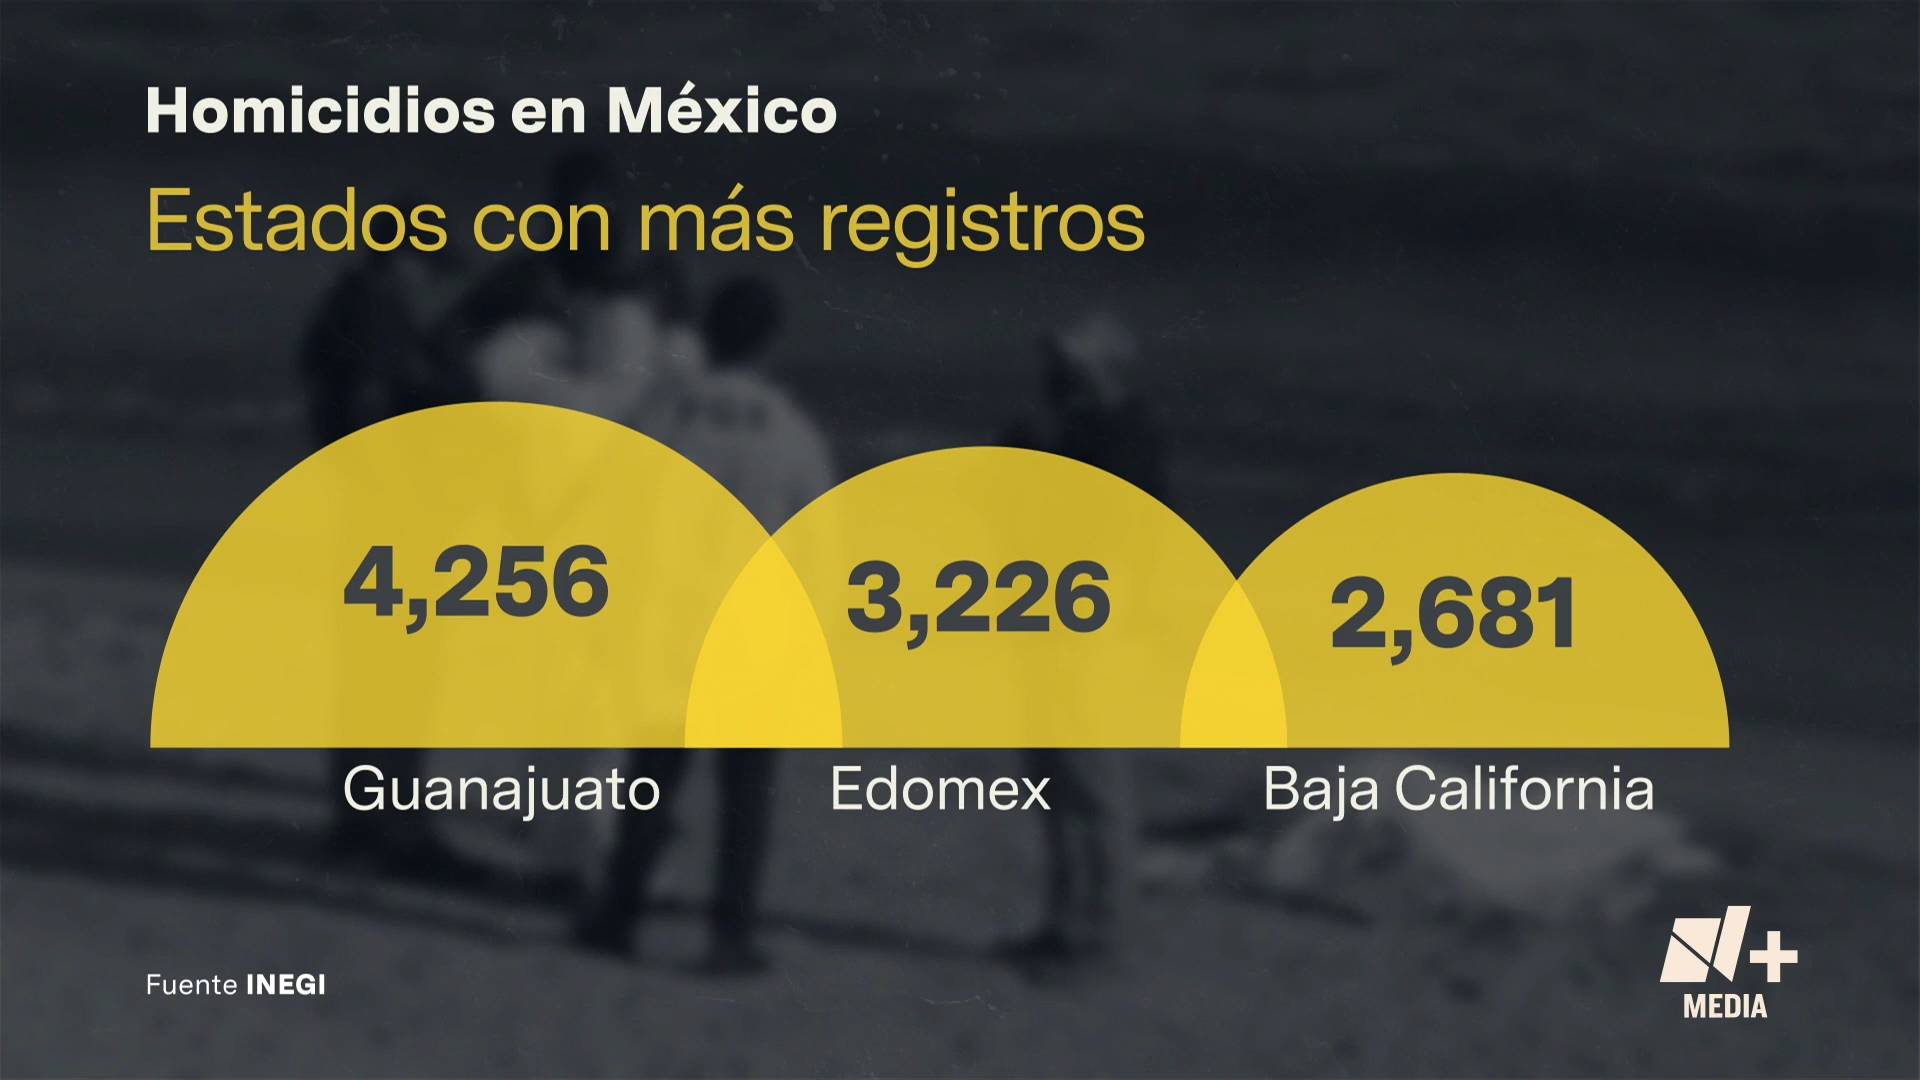 Homicidios en México
Estados con más registros
4,256
3,226
2,681
Guanajuato
Edomex
Baja California
Fuente INEGI
N+
MEDIA